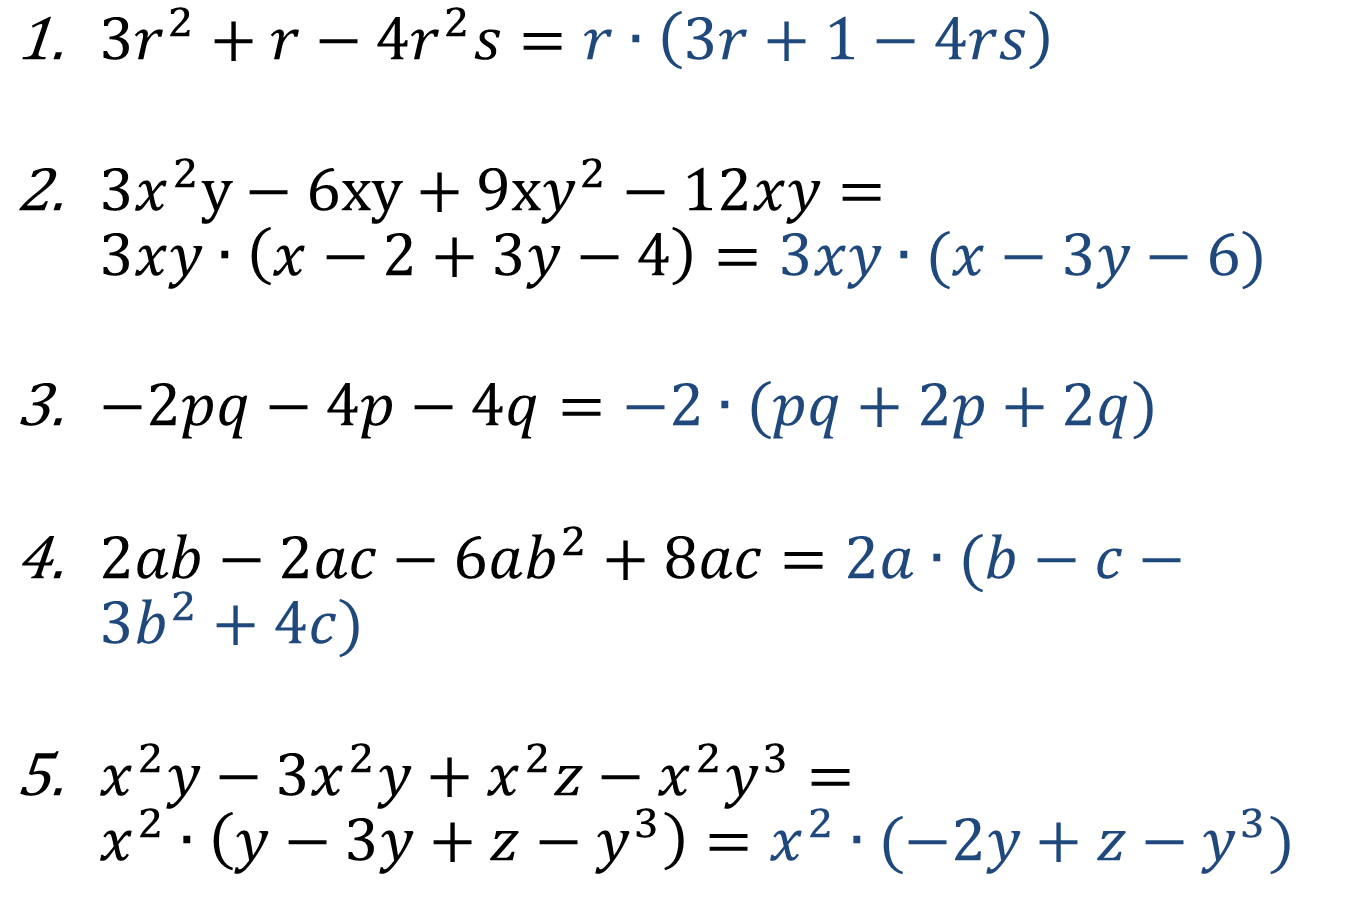 1. 3r² + r − 4r²s = r · (3r + 1 − 4rs)
2. 3x²y − 6xy + 9xy² − 12xy =
3xy · (x − 2 + 3y − 4) = 3xy · (x − 3y − 6)
3. −2pq − 4p − 4q = −2 · (pq + 2p + 2q)
4. 2ab − 2ac − 6ab² + 8ac = 2a · (b − c −
3b² + 4c)
5. x²y − 3x²y + x²z − x²y³ =
x² · (y − 3y + z − y³) = x² · (−2y + z − y³)